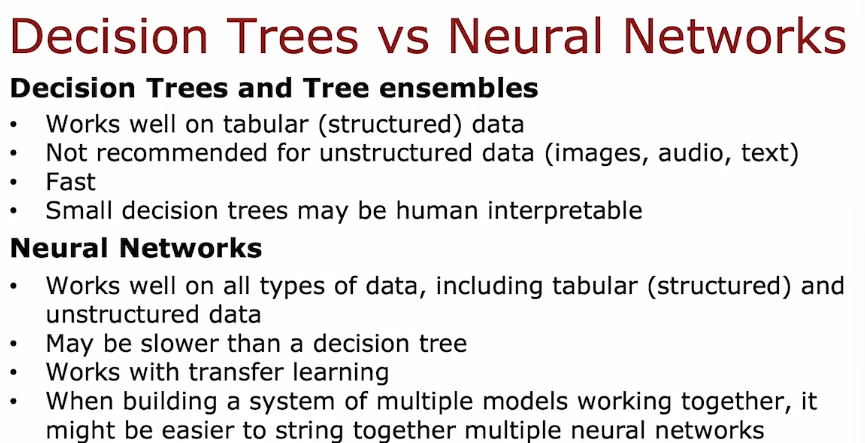 Decision Trees vs Neural Networks
Decision Trees and Tree ensembles
• Works well on tabular (structured) data
• Not recommended for unstructured data (images, audio, text)
• Fast
• Small decision trees may be human interpretable
Neural Networks
• Works well on all types of data, including tabular (structured) and
unstructured data
• May be slower than a decision tree
• Works with transfer learning
• When building a system of multiple models working together, it
might be easier to string together multiple neural networks